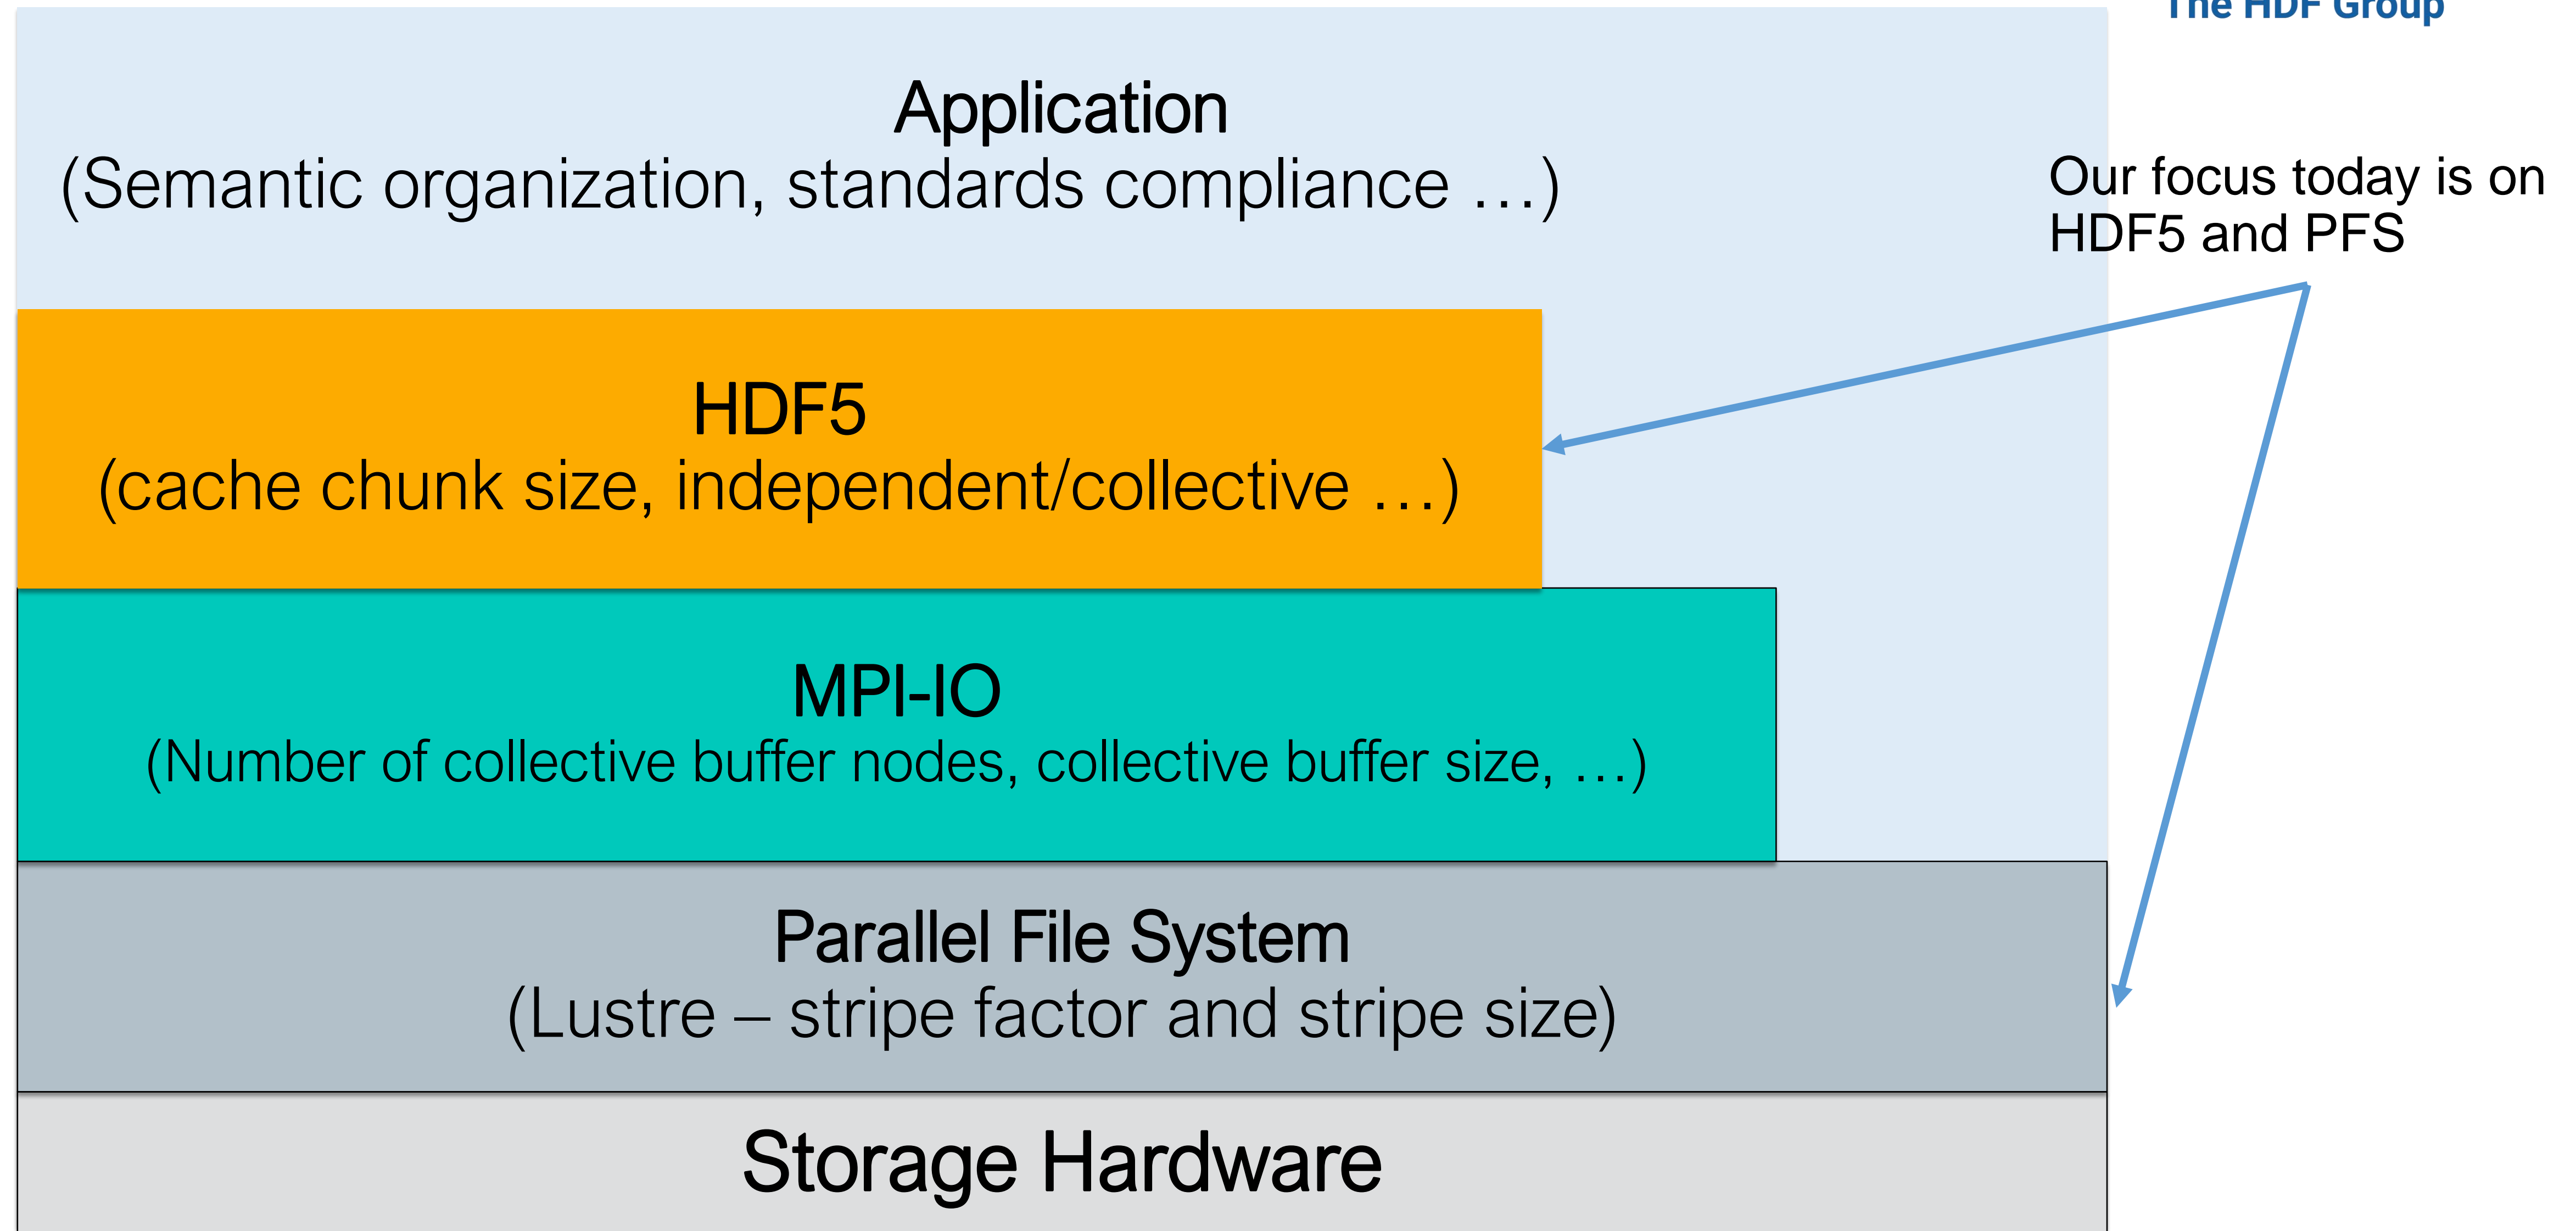 The HDF Group
Application
(Semantic organization, standards compliance …)
Our focus today is on
HDF5 and PFS
HDF5
(cache chunk size, independent/collective …)
MPI-IO
(Number of collective buffer nodes, collective buffer size, …)
Parallel File System
(Lustre – stripe factor and stripe size)
Storage Hardware